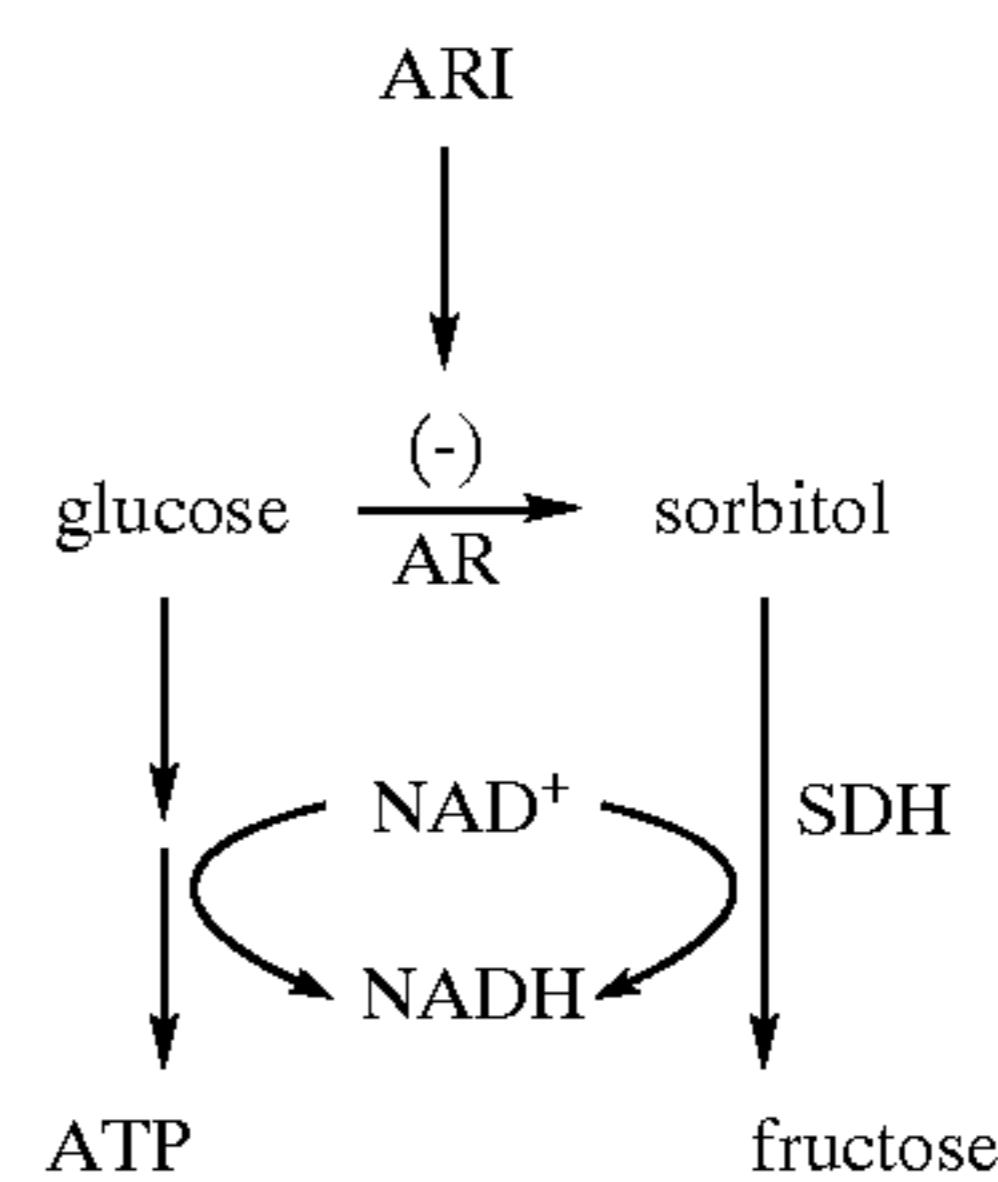 ARI
(-)
glucose
sorbitol
AR
NAD⁺
SDH
NADH
ATP
fructose